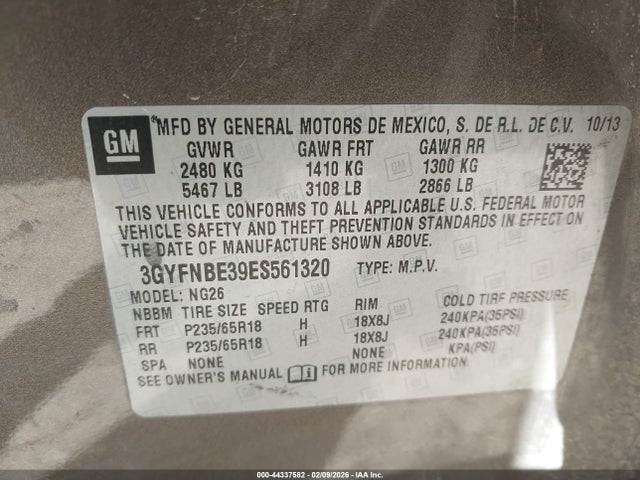 GM
MFD BY GENERAL MOTORS DE MEXICO, S. DE R.L. DE C.V. 10/13
GVWR GAWR FRT GAWR RR
2480 KG 1410 KG 1300 KG
5467 LB 3108 LB 2866 LB
THIS VEHICLE CONFORMS TO ALL APPLICABLE U.S. FEDERAL MOTOR
VEHICLE SAFETY AND THEFT PREVENTION STANDARDS IN EFFECT ON
THE DATE OF MANUFACTURE SHOWN ABOVE.
3GYFNBE39ES561320 TYPE: M.P.V.
MODEL: NG26
NBBM TIRE SIZE SPEED RTG RIM COLD TIRE PRESSURE
FRT P235/65R18 H 18X8J 240KPA(35PSI)
RR P235/65R18 H 18X8J 240KPA(35PSI)
SPA NONE NONE KPA(PSI)
SEE OWNER'S MANUAL FOR MORE INFORMATION
000-44337582 - 02/09/2026 - IAA Inc.